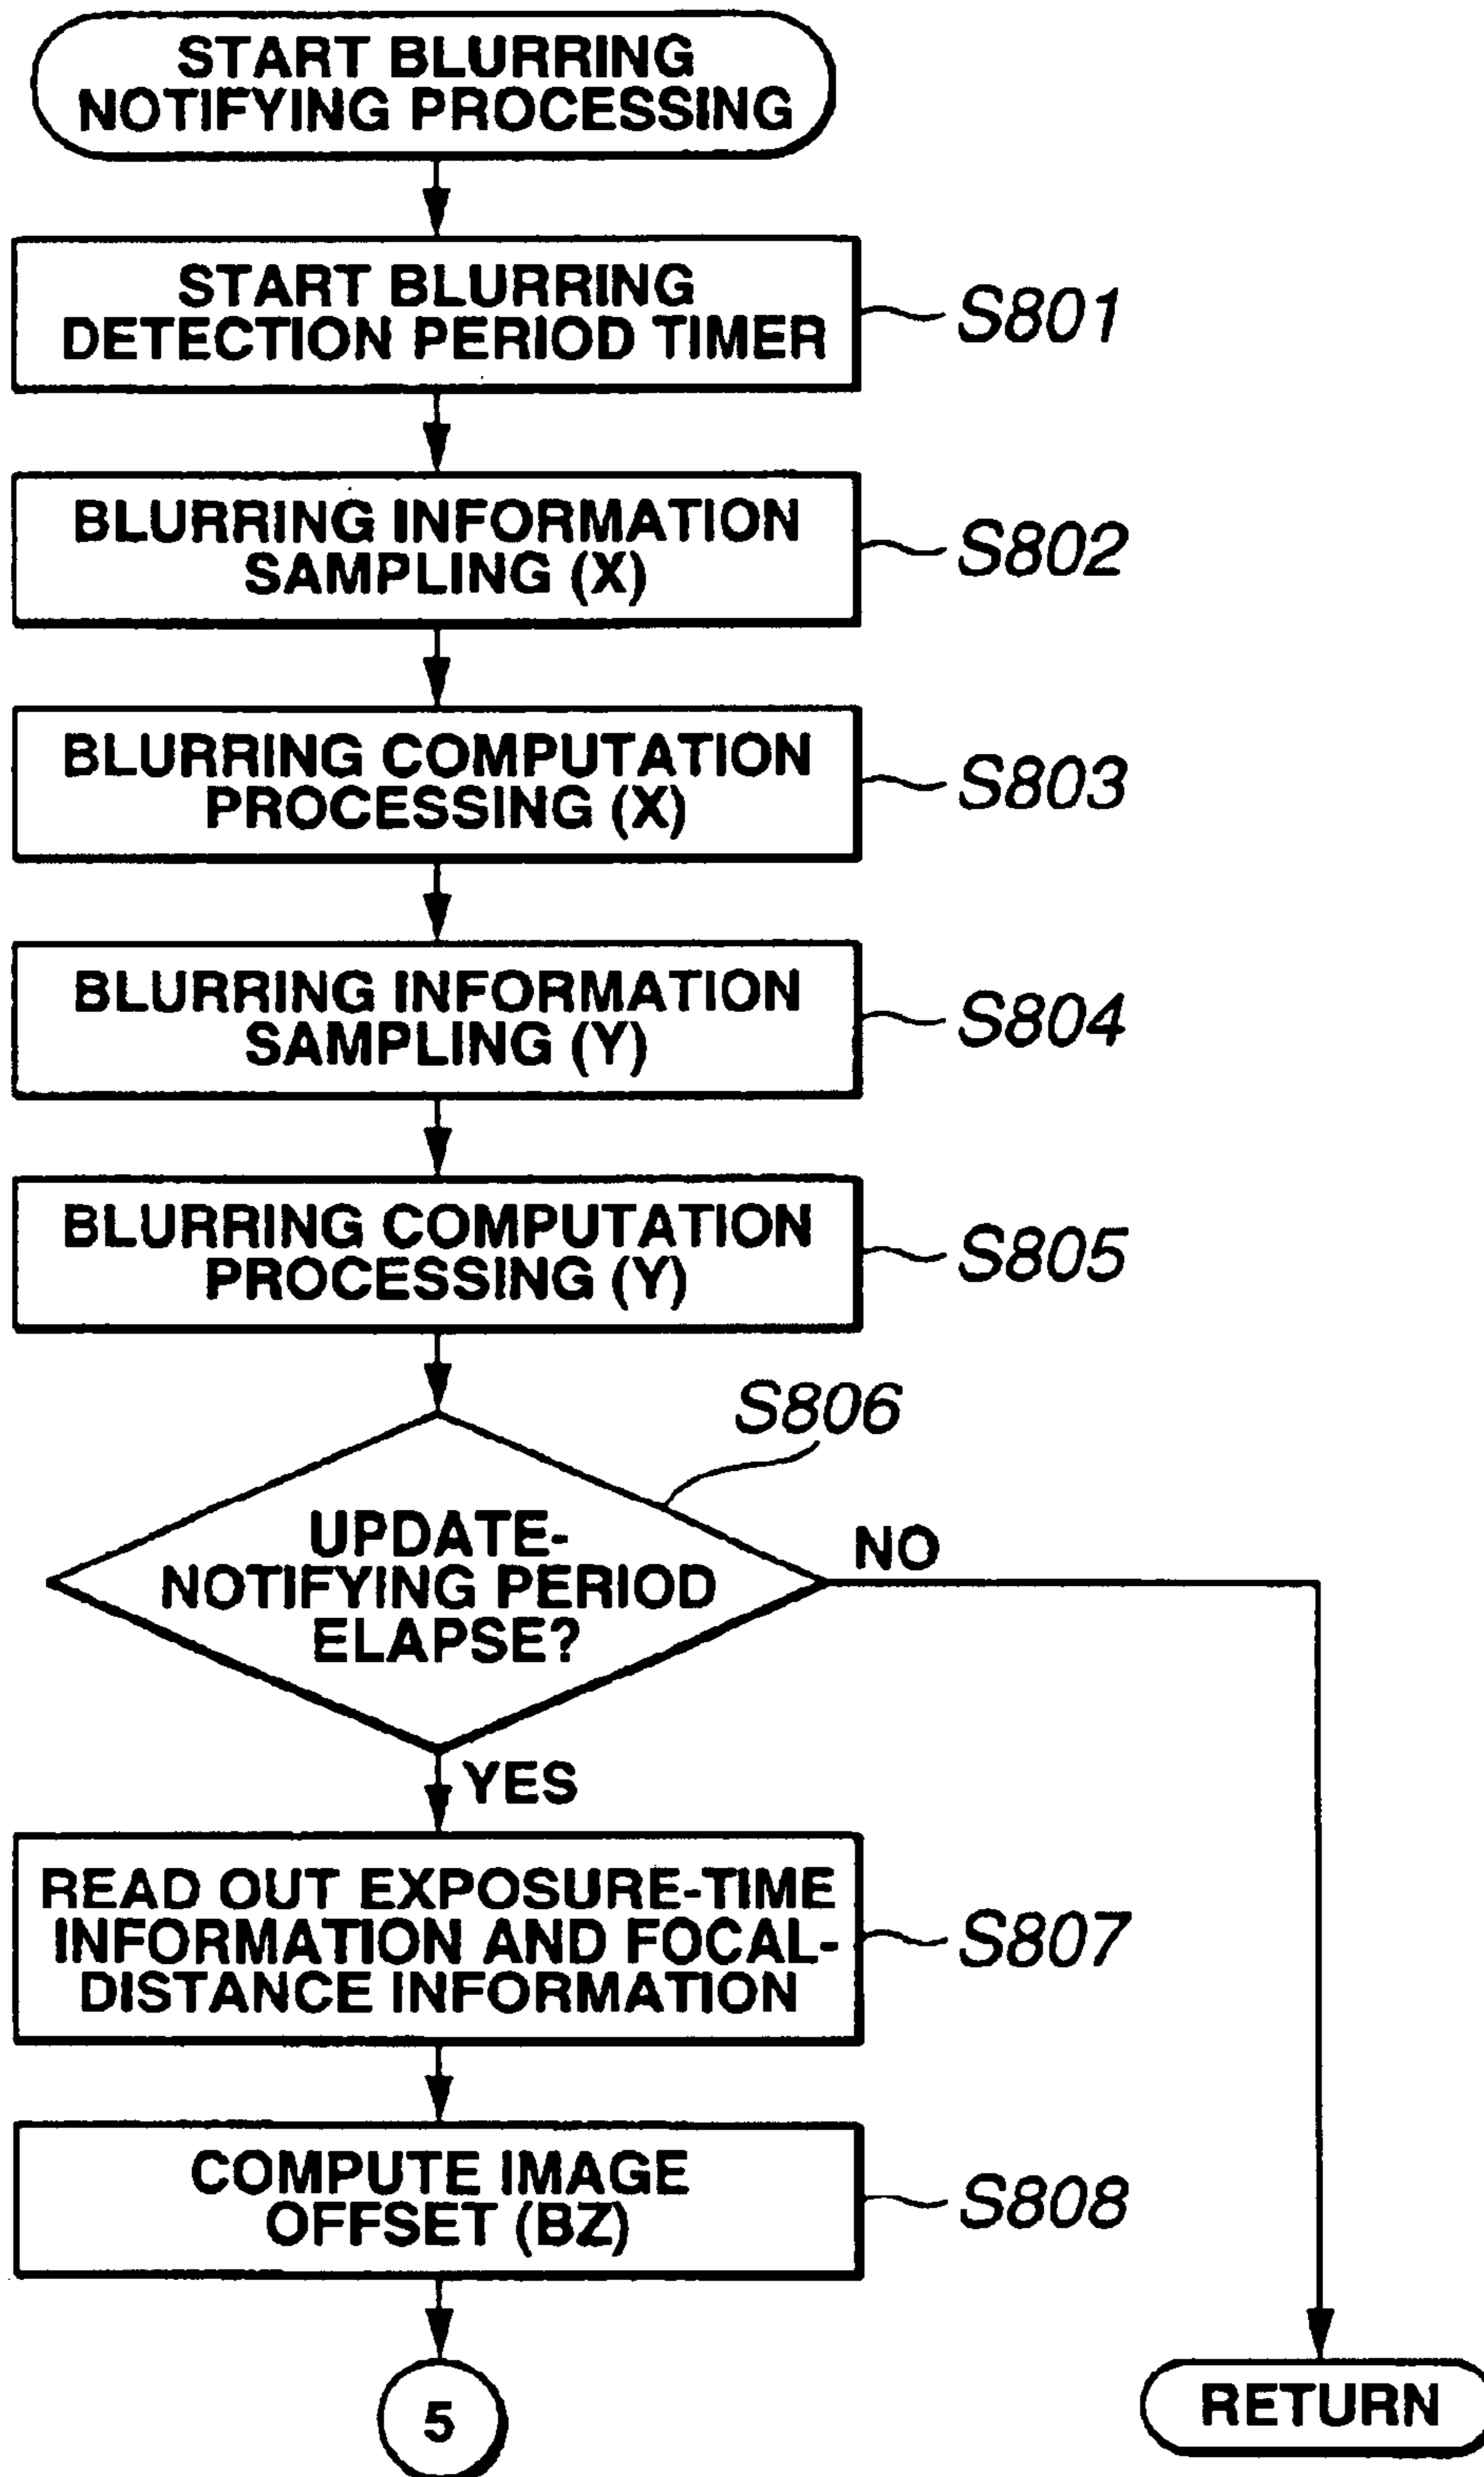 START BLURRING
NOTIFYING PROCESSING
START BLURRING
DETECTION PERIOD TIMER
S801
BLURRING INFORMATION
SAMPLING (X)
S802
BLURRING COMPUTATION
PROCESSING (X)
S803
BLURRING INFORMATION
SAMPLING (Y)
S804
BLURRING COMPUTATION
PROCESSING (Y)
S805
S806
UPDATE-
NOTIFYING PERIOD
ELAPSE?
NO
YES
READ OUT EXPOSURE-TIME
INFORMATION AND FOCAL-
DISTANCE INFORMATION
S807
COMPUTE IMAGE
OFFSET (BZ)
S808
5
RETURN